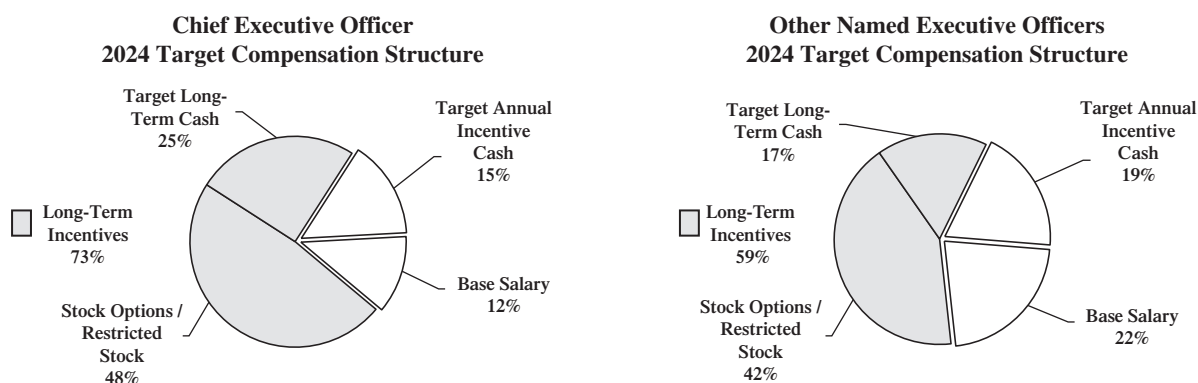 Chief Executive Officer
2024 Target Compensation Structure
Target Long-
Term Cash
25%
Target Annual
Incentive
Cash
15%
Long-Term
Incentives
73%
Base Salary
12%
Stock Options /
Restricted
Stock
48%
Other Named Executive Officers
2024 Target Compensation Structure
Target Long-
Term Cash
17%
Target Annual
Incentive
Cash
19%
Long-Term
Incentives
59%
Stock Options /
Restricted
Stock
42%
Base Salary
22%